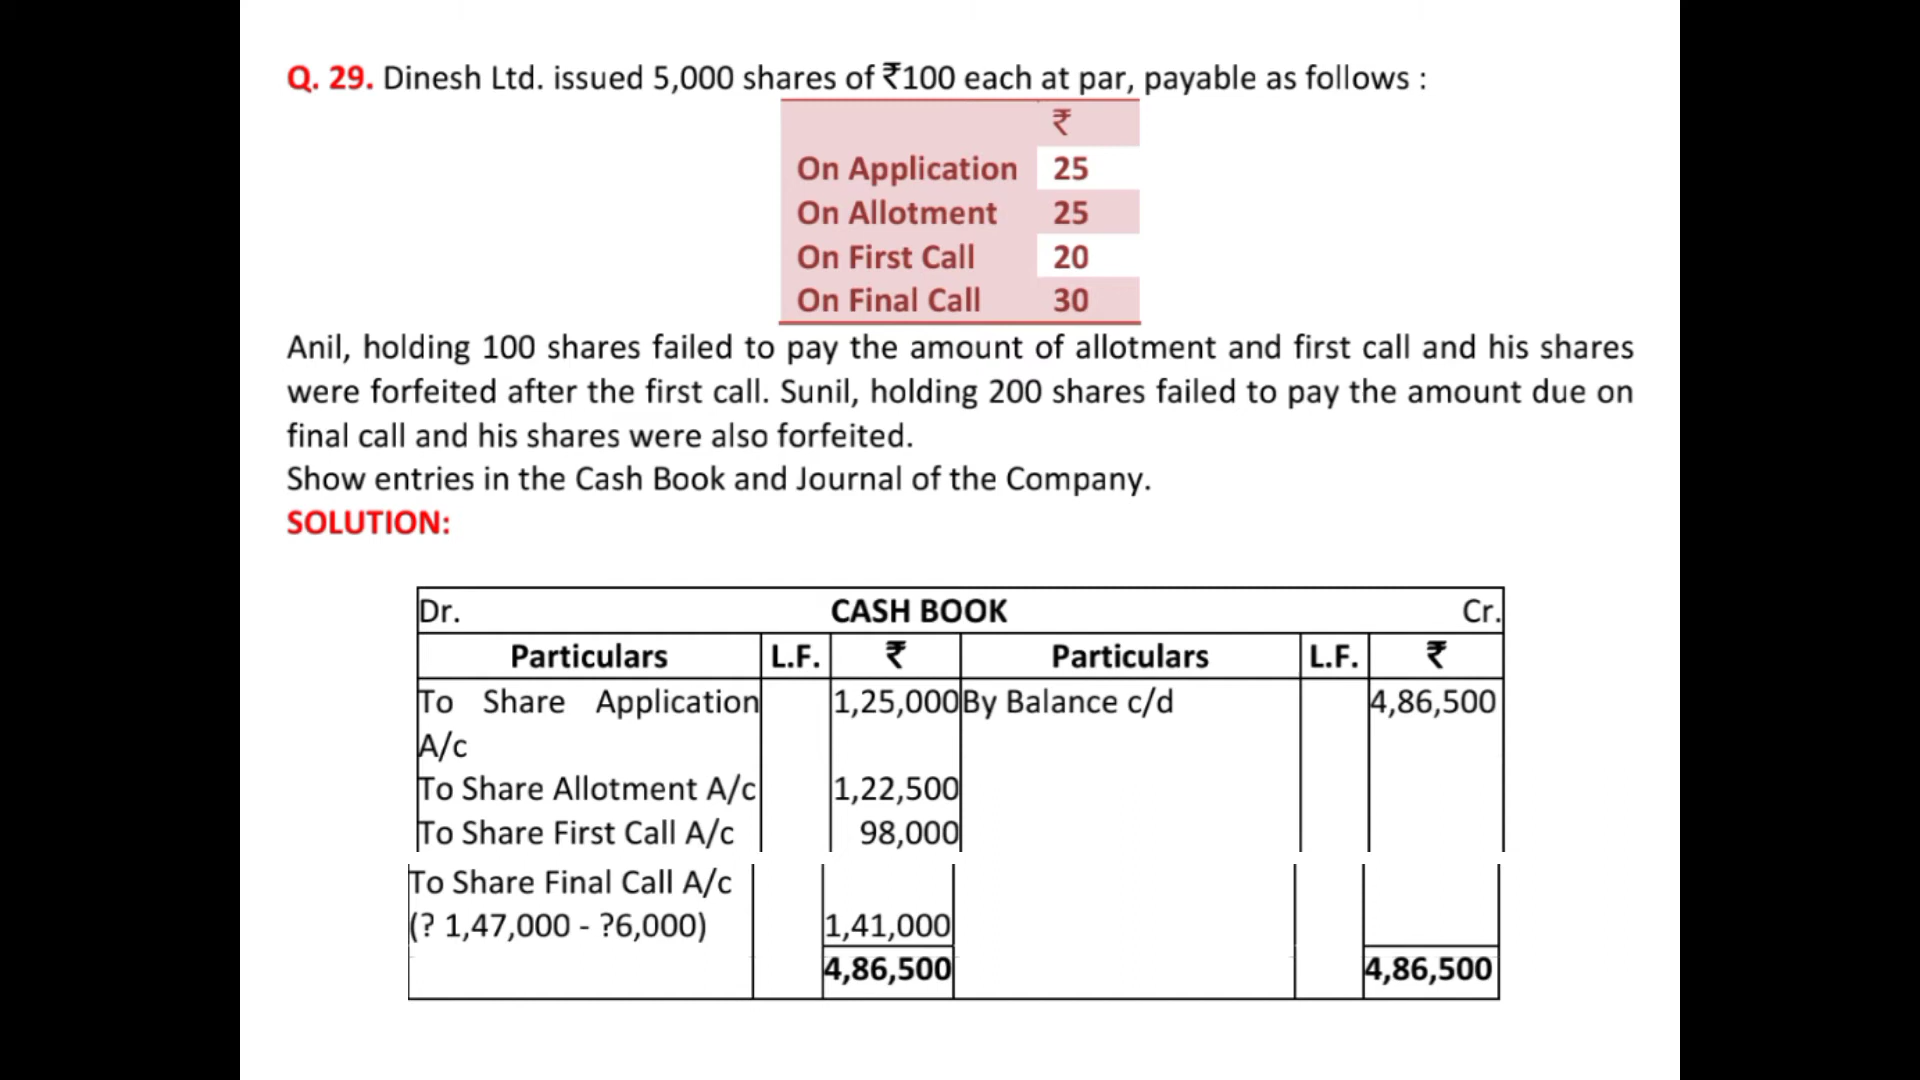 Q. 29. Dinesh Ltd. issued 5,000 shares of ₹100 each at par, payable as follows :
₹
On Application 25
On Allotment 25
On First Call 20
On Final Call 30
Anil, holding 100 shares failed to pay the amount of allotment and first call and his shares
were forfeited after the first call. Sunil, holding 200 shares failed to pay the amount due on
final call and his shares were also forfeited.
Show entries in the Cash Book and Journal of the Company.
SOLUTION:
Dr. CASH BOOK Cr.
Particulars L.F. ₹ Particulars L.F. ₹
To Share Application 1,25,000 By Balance c/d 4,86,500
A/c
To Share Allotment A/c 1,22,500
To Share First Call A/c 98,000
To Share Final Call A/c
(? 1,47,000 - ?6,000) 1,41,000
4,86,500 4,86,500